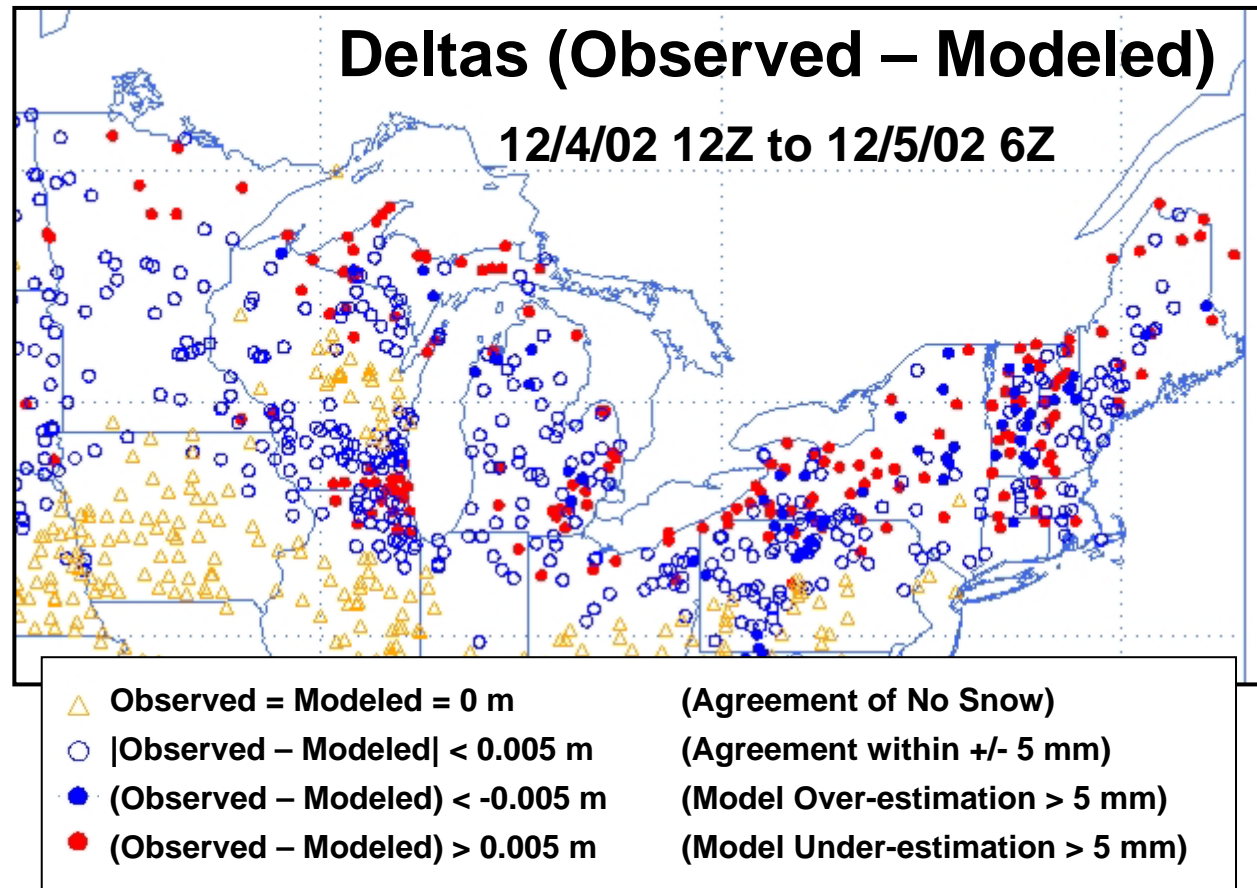 Deltas (Observed – Modeled)
12/4/02 12Z to 12/5/02 6Z
Observed = Modeled = 0 m (Agreement of No Snow)
|Observed – Modeled| < 0.005 m (Agreement within +/- 5 mm)
(Observed – Modeled) < -0.005 m (Model Over-estimation > 5 mm)
(Observed – Modeled) > 0.005 m (Model Under-estimation > 5 mm)